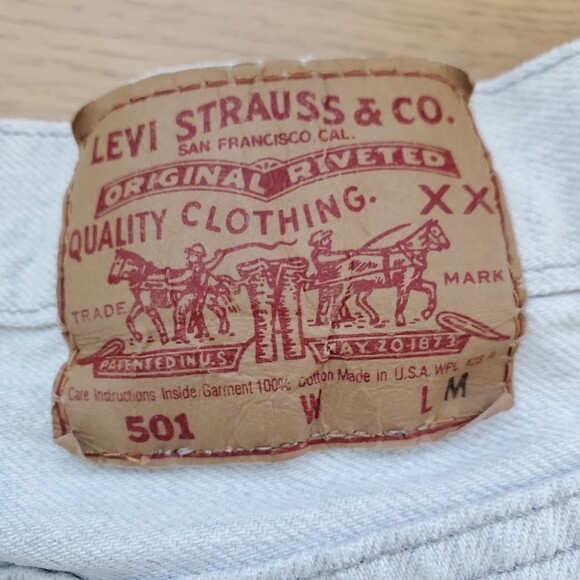 LEVI STRAUSS & CO.
SAN FRANCISCO, CAL.
ORIGINAL RIVETED
QUALITY CLOTHING. XX
TRADE MARK
PATENTED IN U.S. MAY 20 1873
Care Instructions Inside Garment 100% Cotton Made in U.S.A. WPL 423
501 W L M